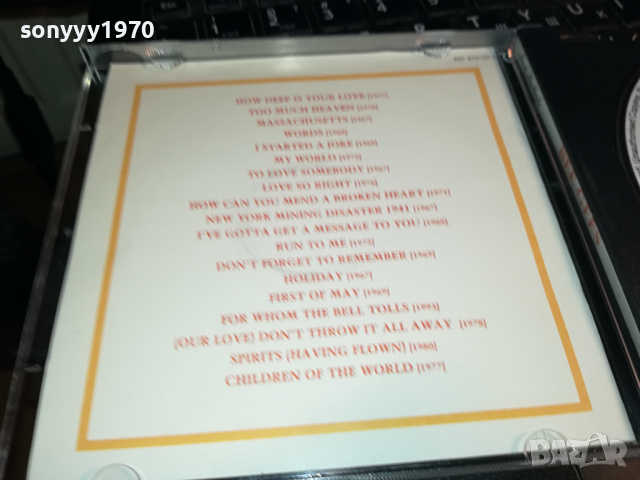 sonyyy1970
HOW DEEP IS YOUR LOVE [1977]
TOO MUCH HEAVEN [1978]
MASSACHUSETTS [1967]
WORDS [1968]
I STARTED A JOKE [1968]
MY WORLD [1972]
TO LOVE SOMEBODY [1967]
LOVE SO RIGHT [1976]
HOW CAN YOU MEND A BROKEN HEART [1971]
NEW YORK MINING DISASTER 1941 [1967]
I'VE GOTTA GET A MESSAGE TO YOU [1968]
RUN TO ME [1972]
DON'T FORGET TO REMEMBER [1969]
HOLIDAY [1967]
FIRST OF MAY [1969]
FOR WHOM THE BELL TOLLS [1993]
(OUR LOVE) DON'T THROW IT ALL AWAY [1978]
SPIRITS (HAVING FLOWN) [1980]
CHILDREN OF THE WORLD [1977]
BAZAR